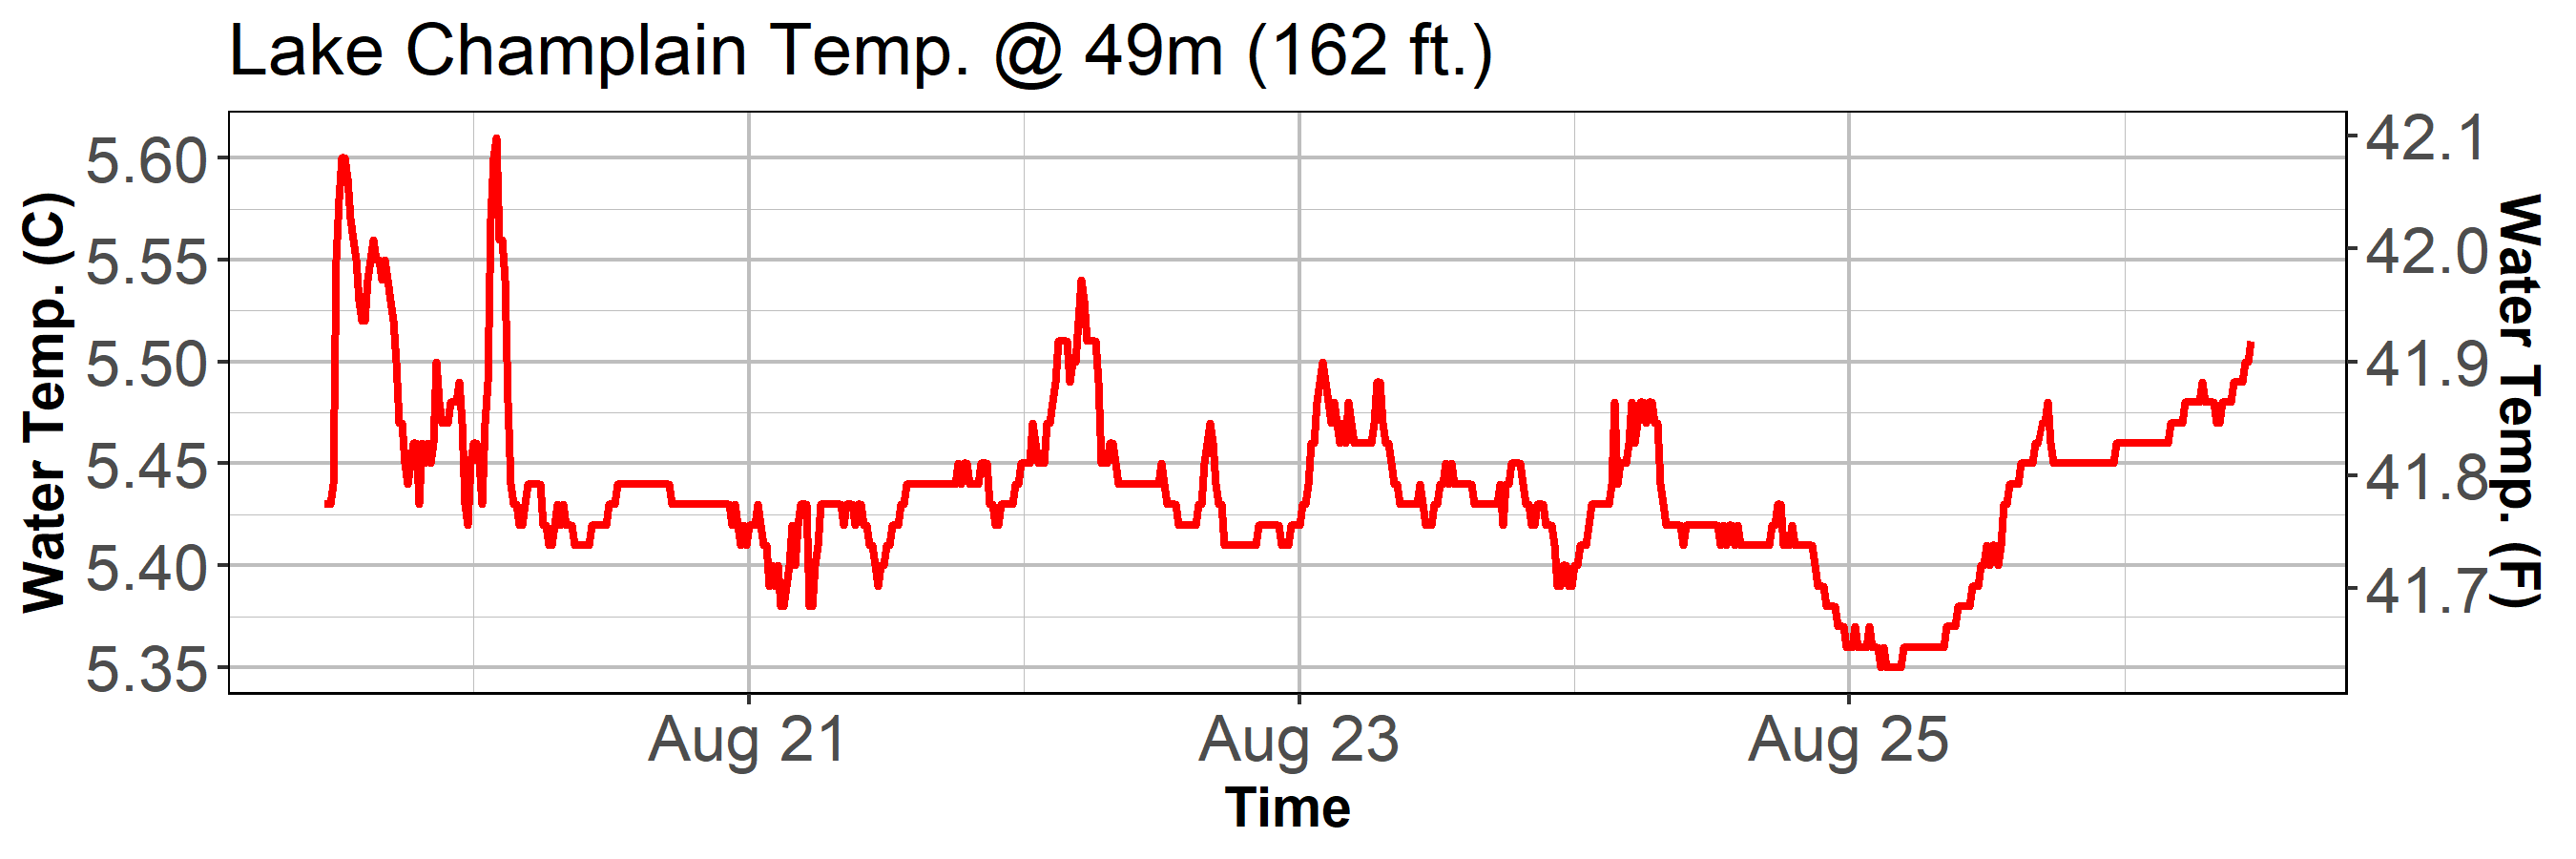 Lake Champlain Temp. @ 49m (162 ft.)
Water Temp. (C)
5.60
5.55
5.50
5.45
5.40
5.35
42.1
42.0
41.9
41.8
41.7
Water Temp. (F)
Aug 21 Aug 23 Aug 25
Time